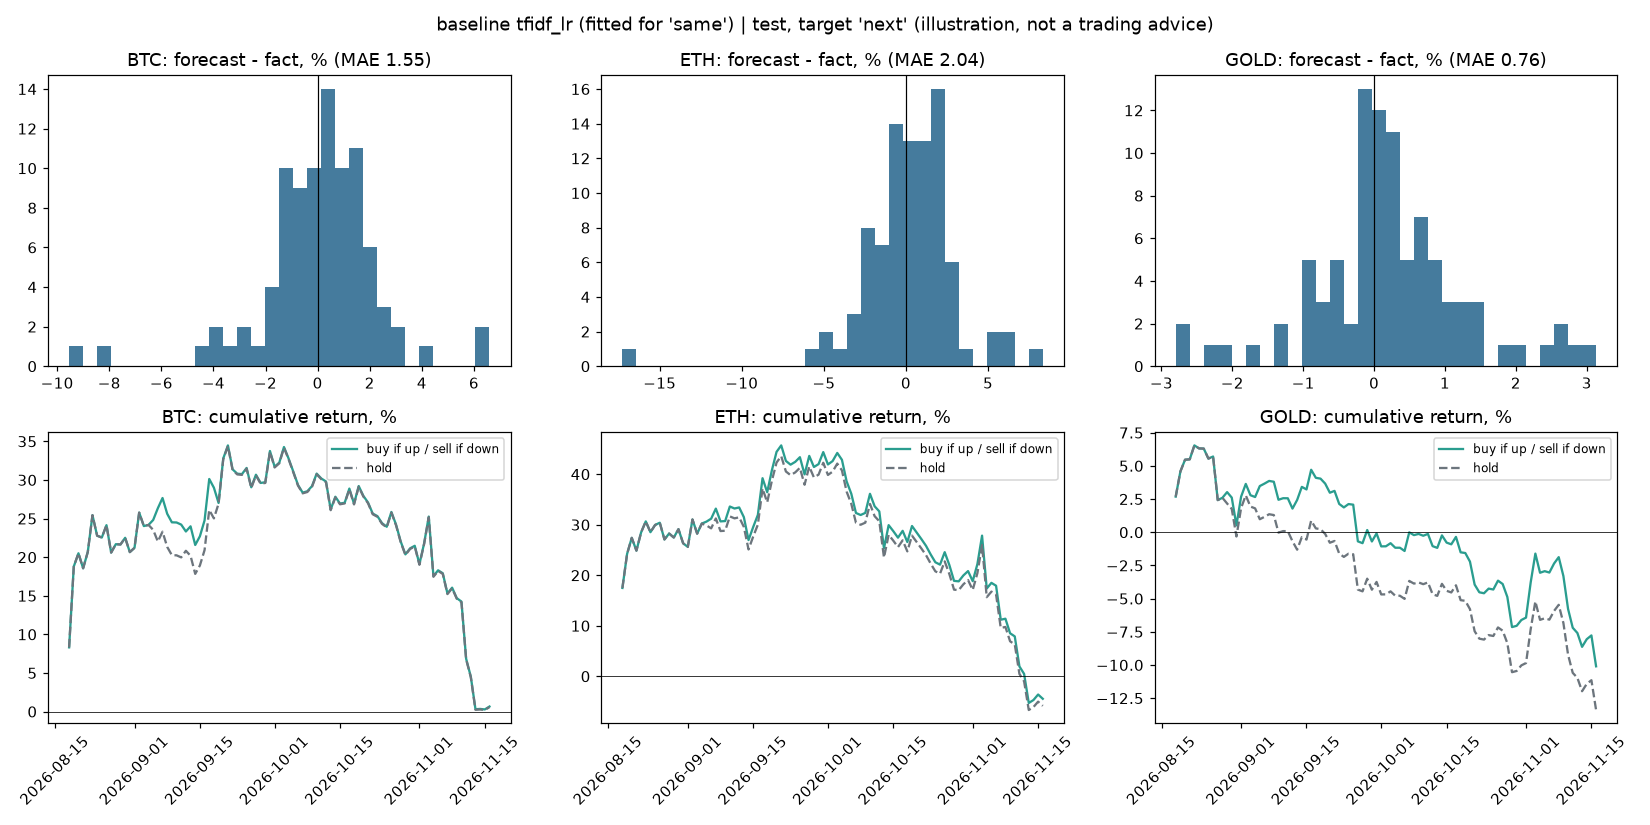 baseline tfidf_lr (fitted for 'same') | test, target 'next' (illustration, not a trading advice)
BTC: forecast - fact, % (MAE 1.55)
14
12
10
8
6
4
2
0
−10 −8 −6 −4 −2 0 2 4 6
ETH: forecast - fact, % (MAE 2.04)
16
14
12
10
8
6
4
2
0
−15 −10 −5 0 5
GOLD: forecast - fact, % (MAE 0.76)
12
10
8
6
4
2
0
−3 −2 −1 0 1 2 3
BTC: cumulative return, %
buy if up / sell if down
hold
35
30
25
20
15
10
5
0
2026-08-15 2026-09-01 2026-09-15 2026-10-01 2026-10-15 2026-11-01 2026-11-15
ETH: cumulative return, %
buy if up / sell if down
hold
40
30
20
10
0
2026-08-15 2026-09-01 2026-09-15 2026-10-01 2026-10-15 2026-11-01 2026-11-15
GOLD: cumulative return, %
buy if up / sell if down
hold
7.5
5.0
2.5
0.0
−2.5
−5.0
−7.5
−10.0
−12.5
2026-08-15 2026-09-01 2026-09-15 2026-10-01 2026-10-15 2026-11-01 2026-11-15